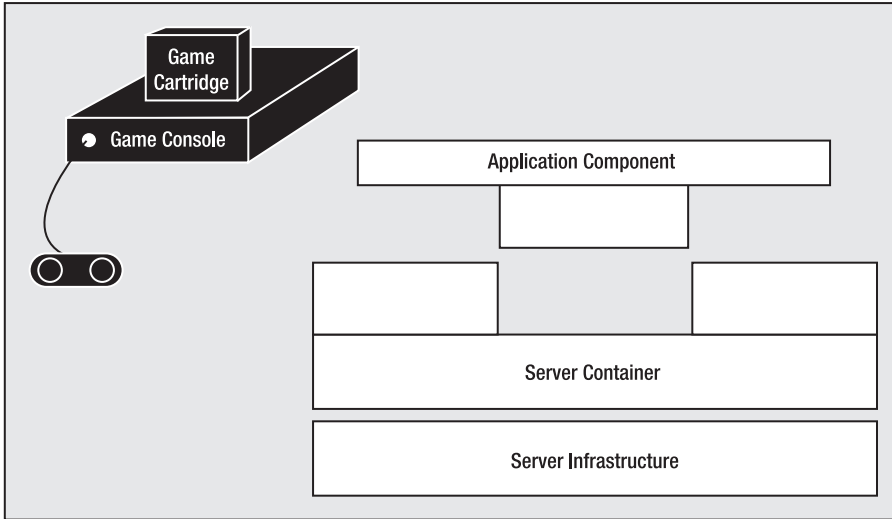 Game
Cartridge
Game Console
Application Component
Server Container
Server Infrastructure